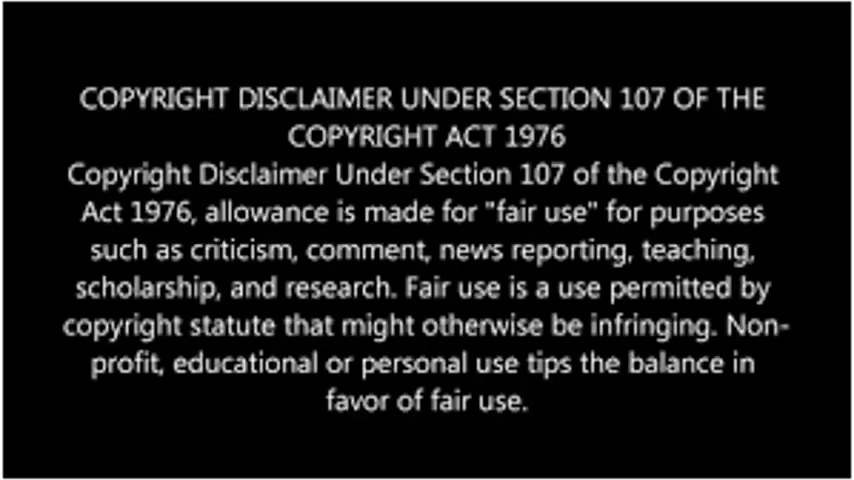 COPYRIGHT DISCLAIMER UNDER SECTION 107 OF THE
COPYRIGHT ACT 1976
Copyright Disclaimer Under Section 107 of the Copyright
Act 1976, allowance is made for "fair use" for purposes
such as criticism, comment, news reporting, teaching,
scholarship, and research. Fair use is a use permitted by
copyright statute that might otherwise be infringing. Non-
profit, educational or personal use tips the balance in
favor of fair use.